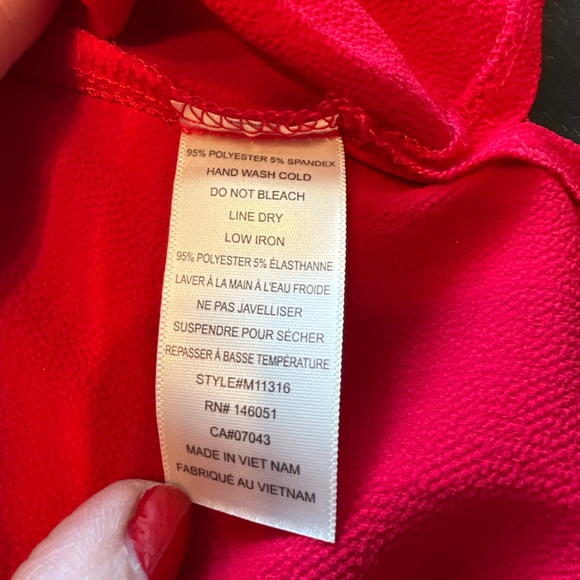 95% POLYESTER 5% SPANDEX
HAND WASH COLD
DO NOT BLEACH
LINE DRY
LOW IRON
95% POLYESTER 5% ÉLASTHANNE
LAVER À LA MAIN À L'EAU FROIDE
NE PAS JAVELLISER
SUSPENDRE POUR SÉCHER
REPASSER À BASSE TEMPÉRATURE
STYLE#M11316
RN# 146051
CA#07043
MADE IN VIET NAM
FABRIQUÉ AU VIETNAM